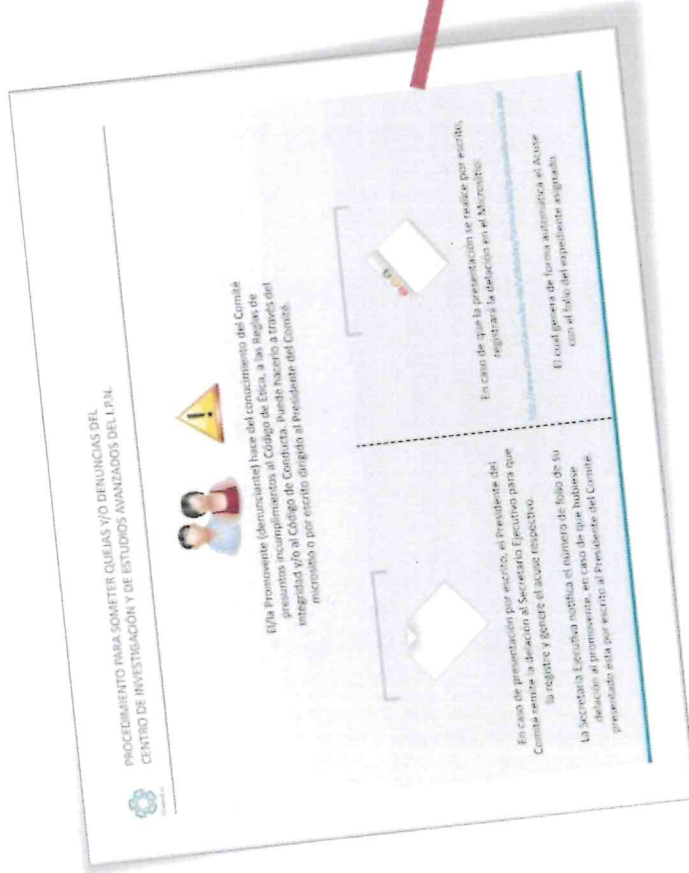 PROCEDIMIENTO PARA SOMETER QUEJAS Y/O DENUNCIAS DEL
CENTRO DE INVESTIGACIÓN Y DE ESTUDIOS AVANZADOS DEL I.P.N.
El/la Promovente (denunciante) hace del conocimiento del Comité
presuntos incumplimientos al Código de Ética, a las Reglas de
integridad y/o al Código de Conducta. Puede hacerlo a través del
micrositio o por escrito dirigido al Presidente del Comité.
En caso de presentación por escrito, el Presidente del
Comité remite la delación al Secretario Ejecutivo para que
la registre y genere el acuse respectivo.
La Secretaria Ejecutiva notifica el número de folio de su
delación al promovente, en caso de que hubiese
presentado ésta por escrito al Presidente del Comité.
En caso de que la presentación se realice por escrito,
registrará la delación en el Micrositio:
El cual genera de forma automática el Acuse
con el folio del expediente asignado.